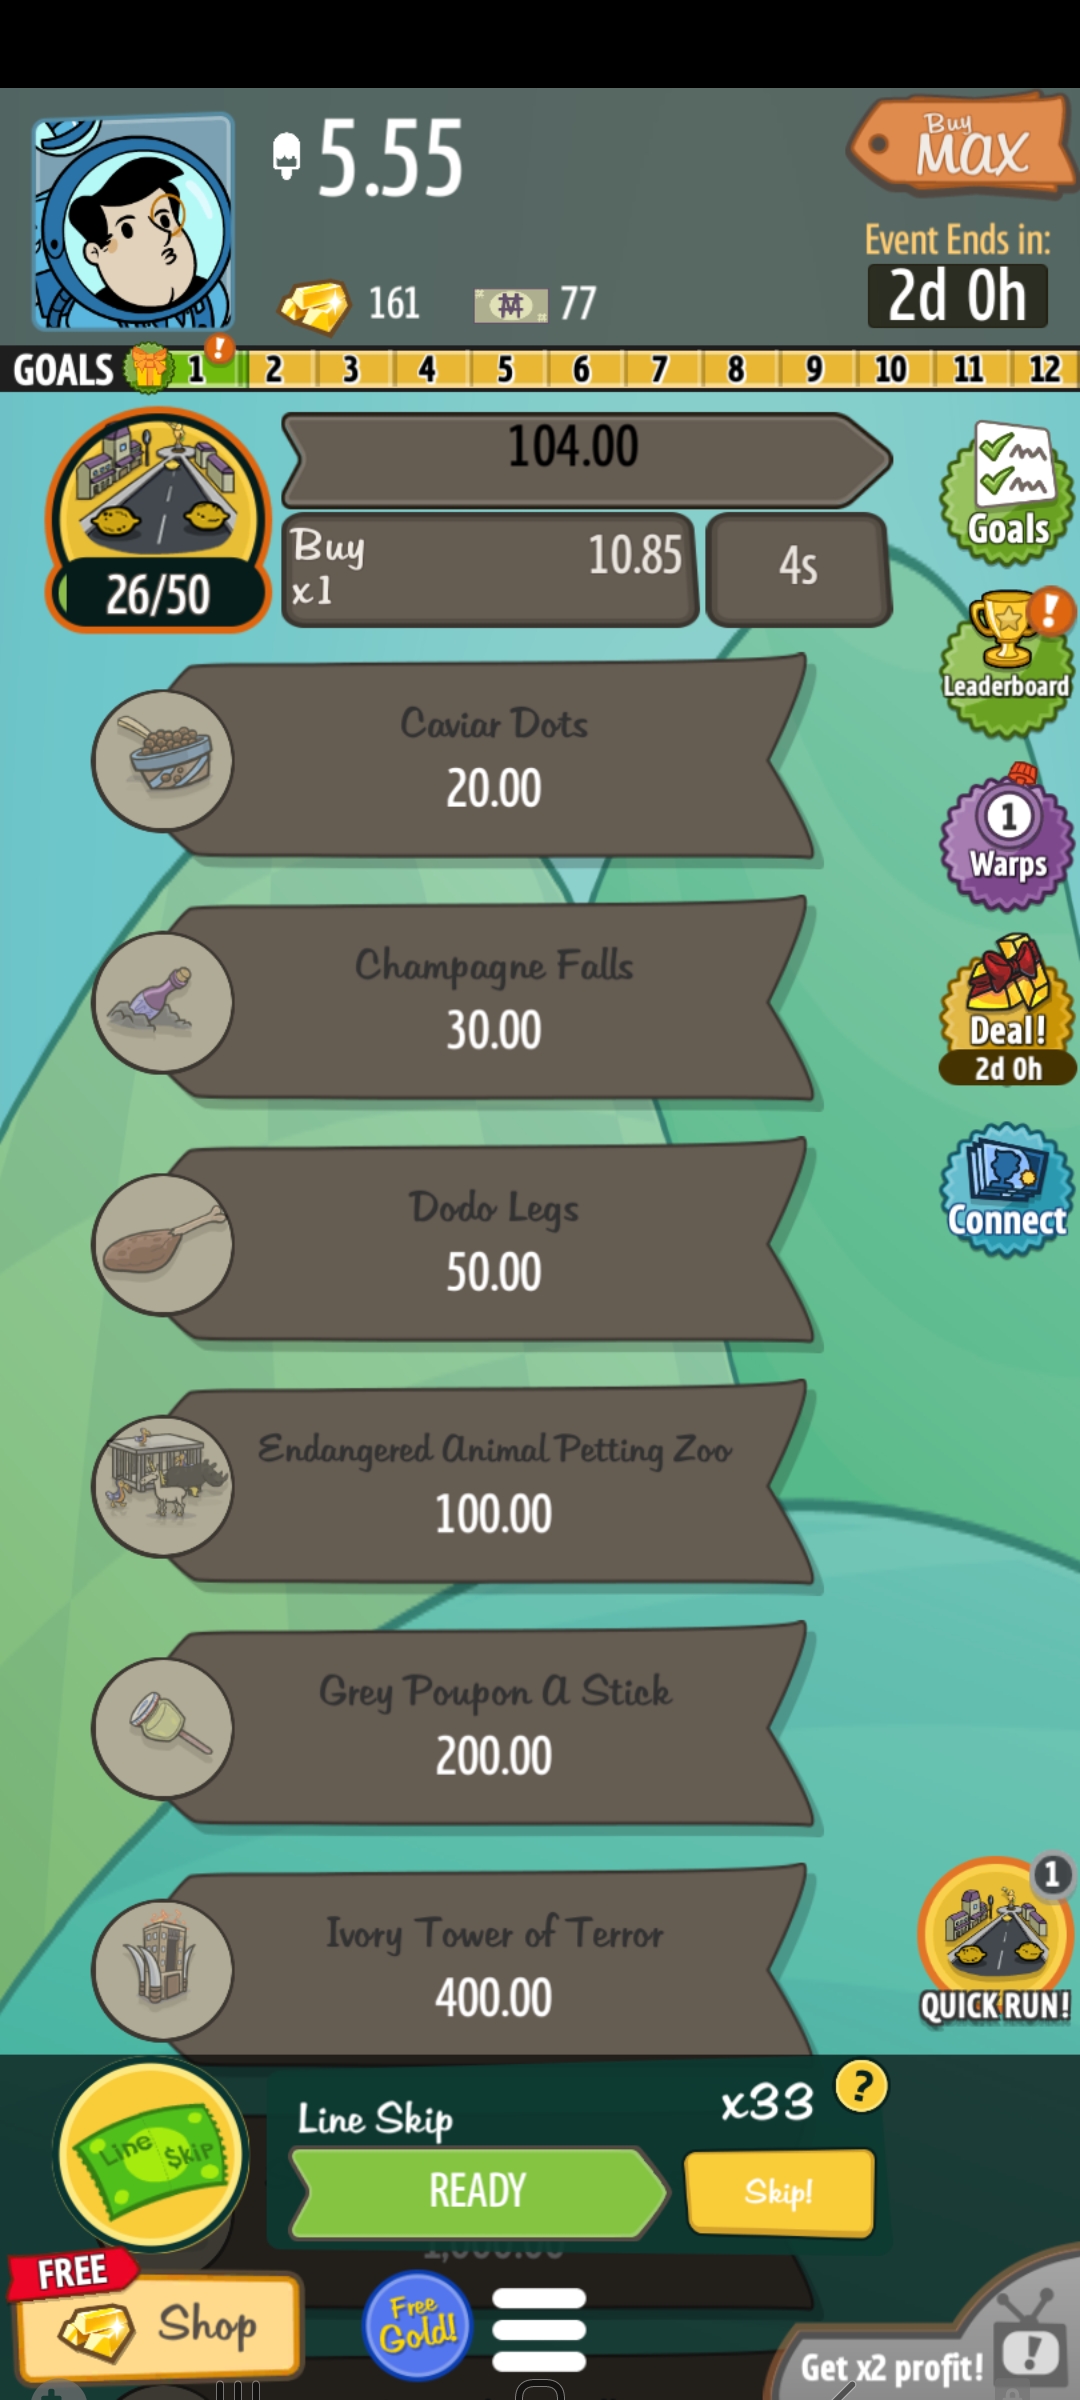 5.55
Buy
MAX
Event Ends in:
2d 0h
161
77
GOALS 1 ! 2 3 4 5 6 7 8 9 10 11 12
104.00
Buy
x1
10.85
4s
26/50
Goals
!
Leaderboard
Caviar Dots
20.00
1
Warps
Champagne Falls
30.00
Deal!
2d 0h
Dodo Legs
50.00
Connect
Endangered Animal Petting Zoo
100.00
Grey Poupon A Stick
200.00
Ivory Tower of Terror
400.00
1
QUICK RUN!
Line $kip
Line Skip
x33
?
READY
Skip!
FREE
Shop
Free
Gold!
Get x2 profit!
!